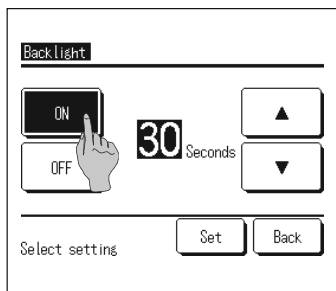 Backlight
ON
30 Seconds
▲
OFF
▼
Select setting
Set
Back